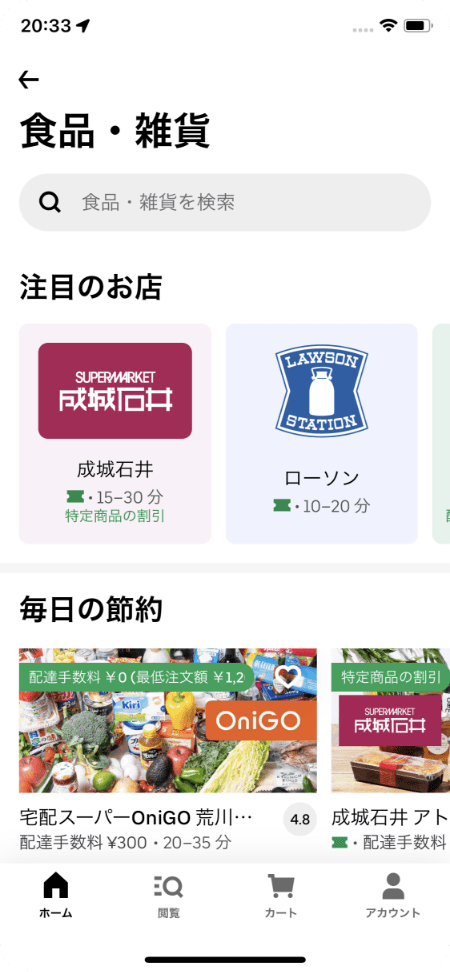 20:33
食品・雑貨
食品・雑貨を検索
注目のお店
SUPERMARKET
成城石井
LAWSON
STATION
成城石井
・15–30 分
特定商品の割引
ローソン
・10–20 分
毎日の節約
配達手数料 ¥0 (最低注文額 ¥1,2
Kiri
OniGO
特定商品の割引
SUPERMARKET
成城石井
宅配スーパーOniGO 荒川…
4.8
配達手数料 ¥300・20–35 分
成城石井 アト
・配達手数料
ホーム
閲覧
カート
アカウント